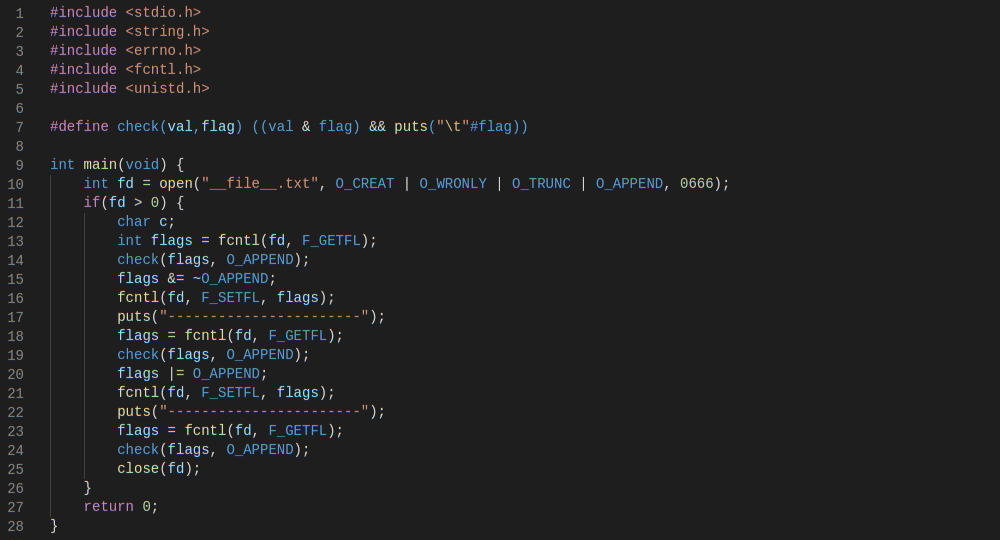 1 #include <stdio.h>
2 #include <string.h>
3 #include <errno.h>
4 #include <fcntl.h>
5 #include <unistd.h>
6
7 #define check(val,flag) ((val & flag) && puts("\t"#flag))
8
9 int main(void) {
10     int fd = open("__file__.txt", O_CREAT | O_WRONLY | O_TRUNC | O_APPEND, 0666);
11     if(fd > 0) {
12         char c;
13         int flags = fcntl(fd, F_GETFL);
14         check(flags, O_APPEND);
15         flags &= ~O_APPEND;
16         fcntl(fd, F_SETFL, flags);
17         puts("-----------------------");
18         flags = fcntl(fd, F_GETFL);
19         check(flags, O_APPEND);
20         flags |= O_APPEND;
21         fcntl(fd, F_SETFL, flags);
22         puts("-----------------------");
23         flags = fcntl(fd, F_GETFL);
24         check(flags, O_APPEND);
25         close(fd);
26     }
27     return 0;
28 }